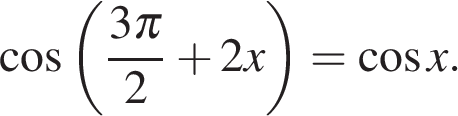 cos(3π/2 + 2x) = cos x.